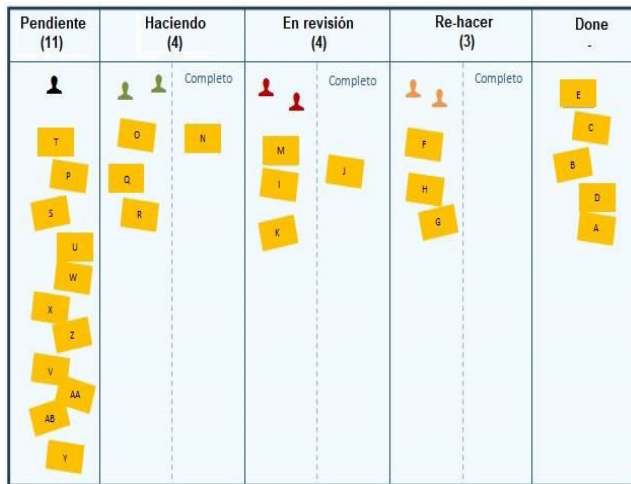 Pendiente
(11)
Haciendo
(4)
En revisión
(4)
Re-hacer
(3)
Done
-
Completo
Completo
Completo
T
P
S
U
W
X
Z
V
AA
AB
Y
O
Q
R
N
M
I
K
J
F
H
G
E
C
B
D
A